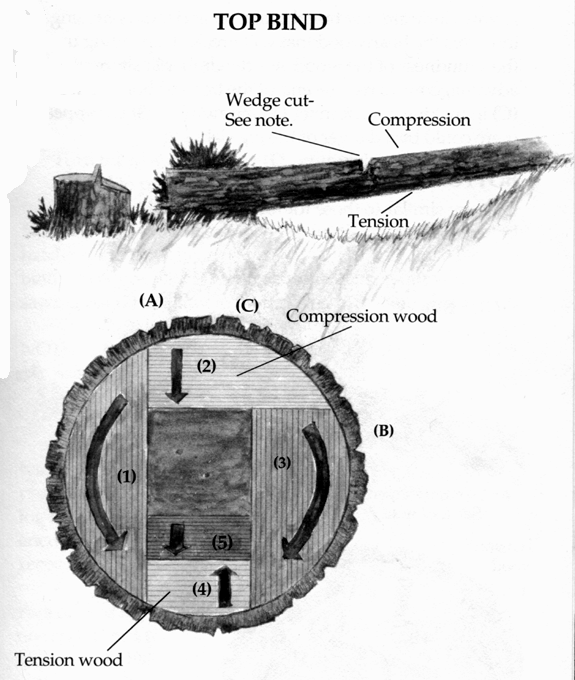 TOP BIND
Wedge cut-
See note.
Compression
Tension
(A)
(C)
Compression wood
(2)
(B)
(1)
(3)
(5)
(4)
Tension wood